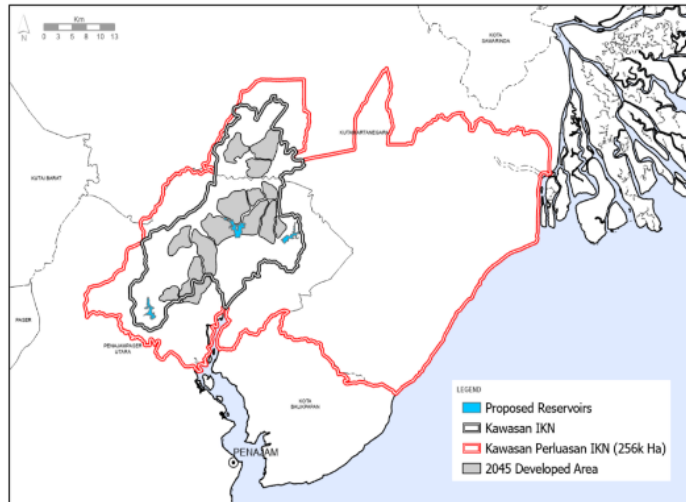 Km
N
0 3 5 8 10 13
KOTA
SAMARINDA
KUTAI KARTANEGARA
KUTAI BARAT
PASER
PENAJAM PASER
UTARA
KOTA
BALIKPAPAN
PENAJAM
LEGEND
Proposed Reservoirs
Kawasan IKN
Kawasan Perluasan IKN (256k Ha)
2045 Developed Area